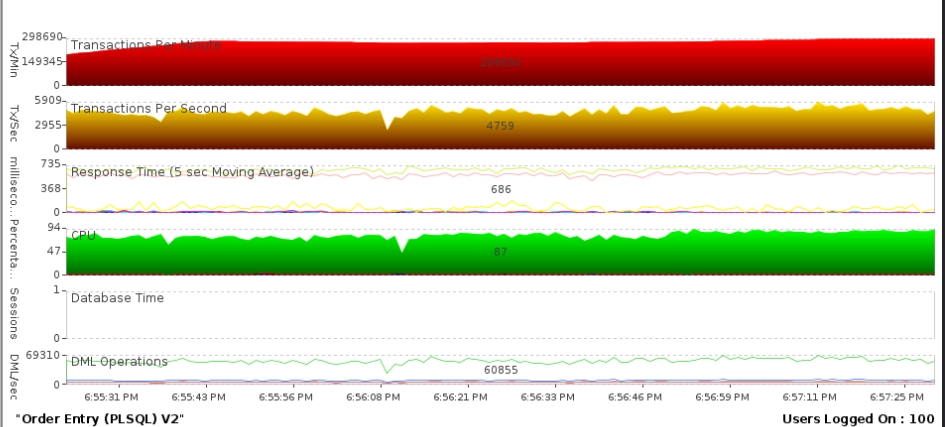 298690
149345
0
Tx/Min
Transactions Per Minute
5909
2955
0
Tx/Sec
Transactions Per Second
4759
735
368
0
milliseco...
Response Time (5 sec Moving Average)
686
94
47
0
Percenta...
CPU
87
1
0
Sessions
Database Time
69310
0
DML/sec
DML Operations
60855
6:55:31 PM 6:55:43 PM 6:55:56 PM 6:56:08 PM 6:56:21 PM 6:56:33 PM 6:56:46 PM 6:56:59 PM 6:57:11 PM 6:57:25 PM
"Order Entry (PLSQL) V2" Users Logged On : 100